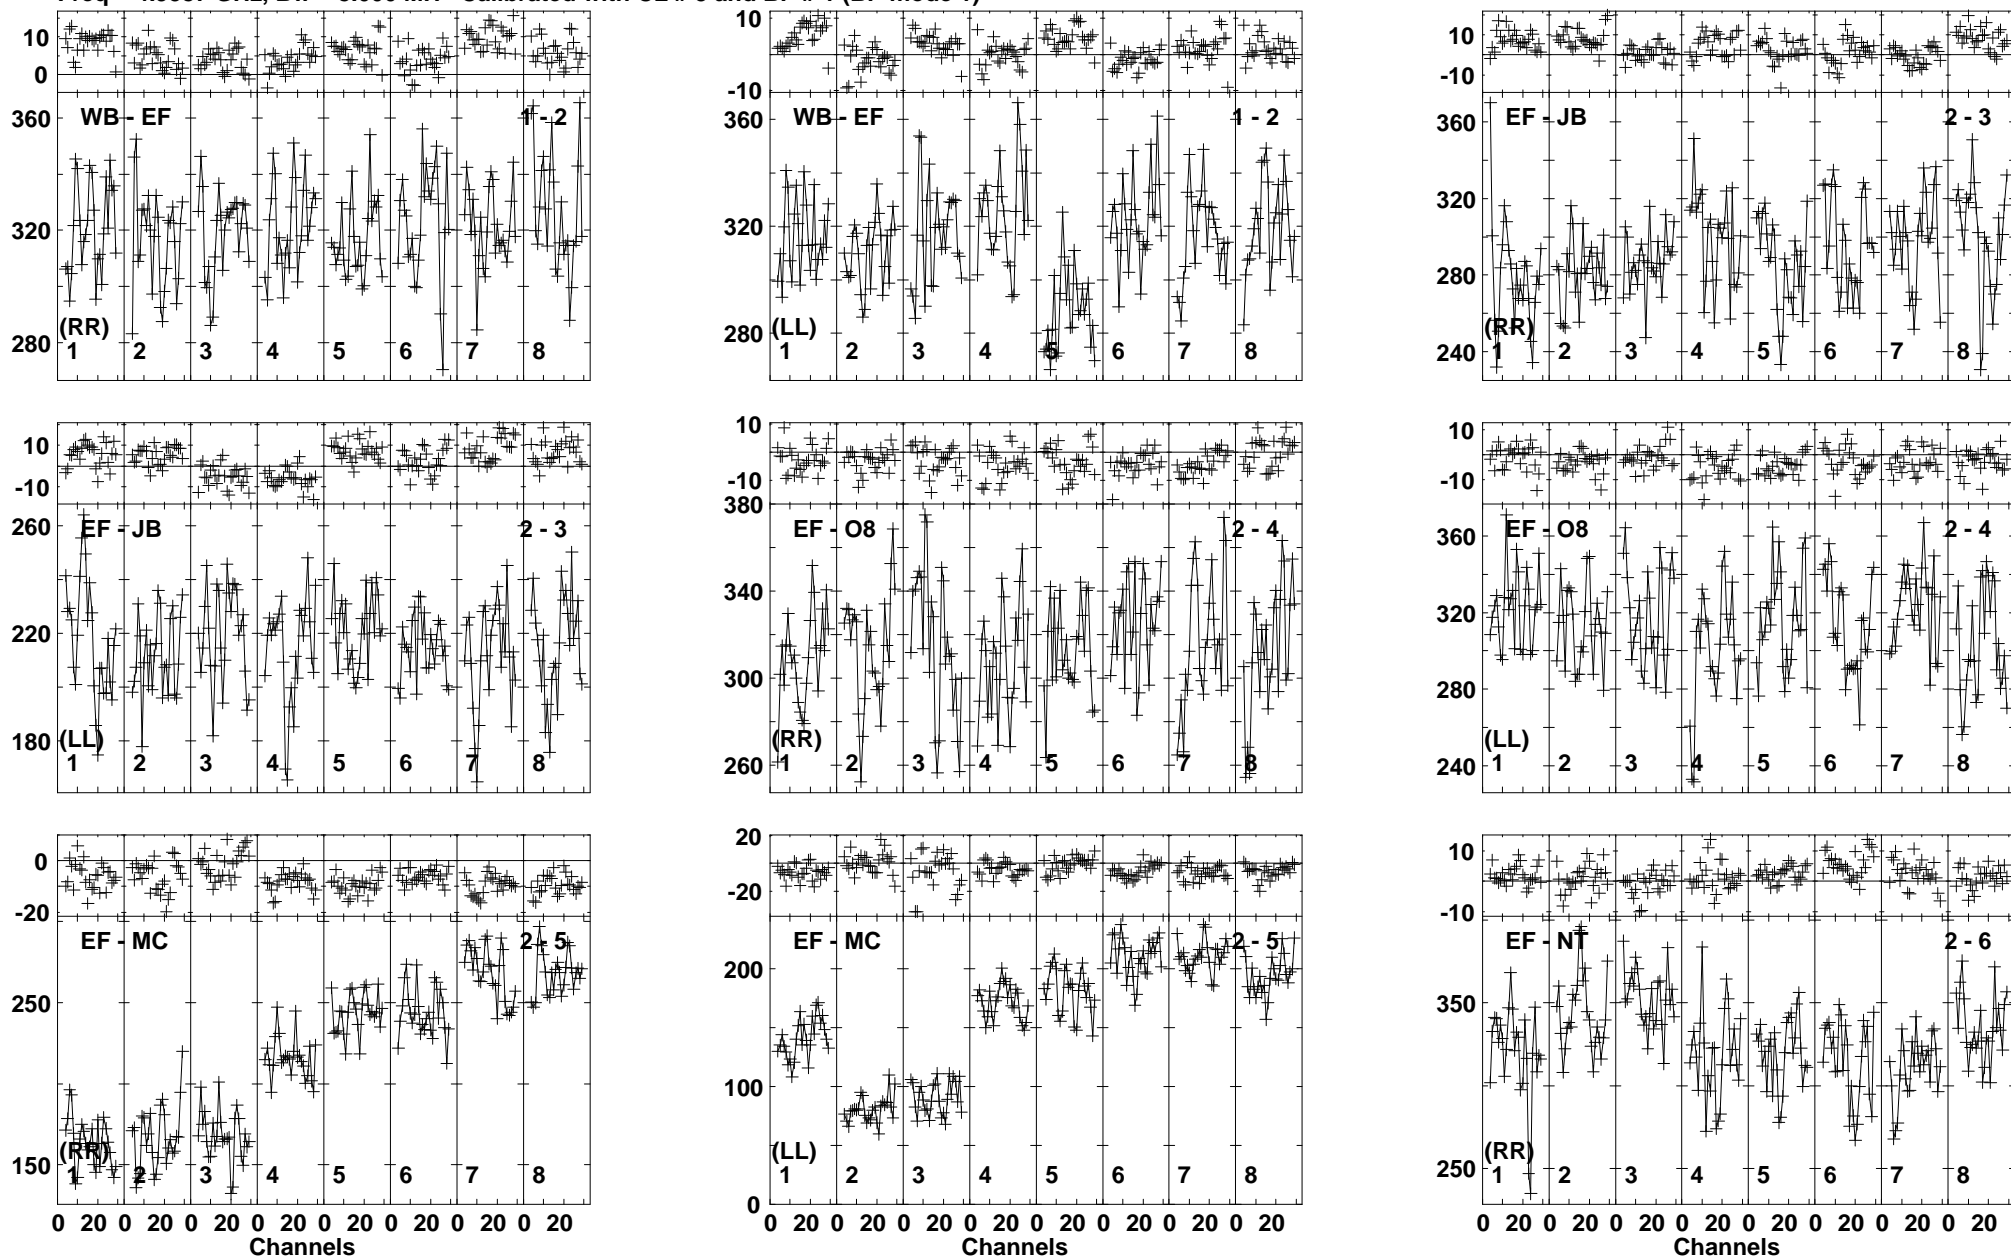 10 10 10
0
-10 -10
360 WB - EF 1 - 2 360 WB - EF 1 - 2 360 EF - JB 2 - 3
320 320 320
280
280 (RR) 280 (LL) 240 (RR)
1 2 3 4 5 6 7 8 1 2 3 4 5 6 7 8 1 2 3 4 5 6 7 8
10 10 10
-10 -10 -10
260 EF - JB 2 - 3 380 EF - O8 2 - 4 360 EF - O8 2 - 4
340 320
220 300 280
180 (LL) 260 (RR) 240 (LL)
1 2 3 4 5 6 7 8 1 2 3 4 5 6 7 8 1 2 3 4 5 6 7 8
0 20 10
-20 -20 -10
EF - MC 2 - 5 EF - MC 2 - 5 EF - NT 2 - 6
250 200 350
150 (RR) 100 (LL) 250 (RR)
1 2 3 4 5 6 7 8 0 1 2 3 4 5 6 7 8 1 2 3 4 5 6 7 8
0 20 0 20 0 20 0 20 0 20 0 20 0 20 0 20 0 20 0 20 0 20 0 20 0 20 0 20 0 20 0 20 0 20 0 20 0 20 0 20 0 20 0 20 0 20 0 20
Channels Channels Channels